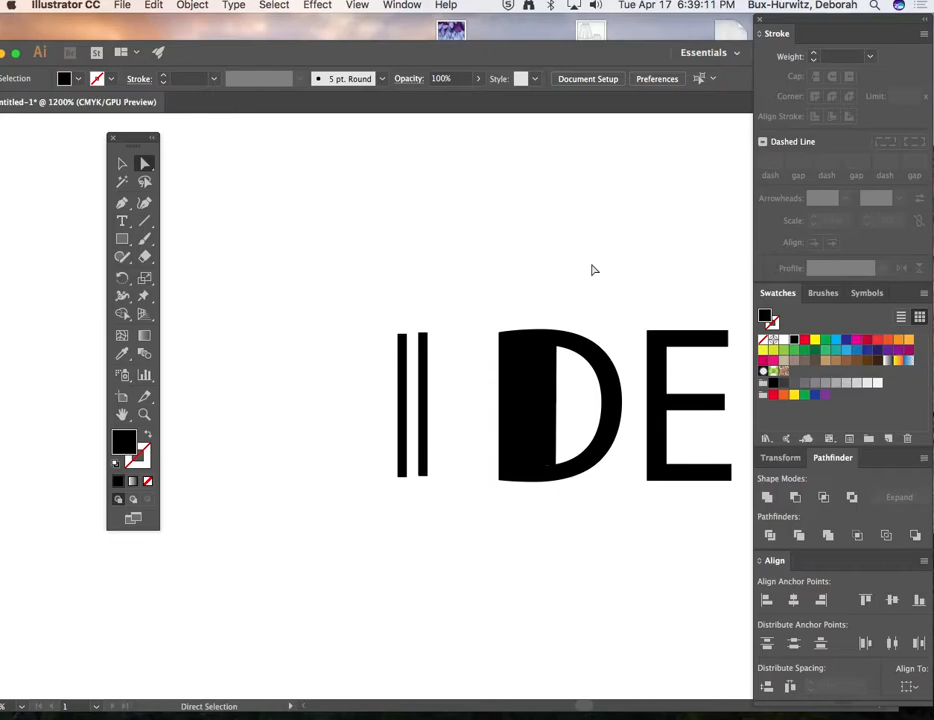 Illustrator CC File Edit Object Type Select Effect View Window Help Tue Apr 17 6:39:11 PM Bux-Hurwitz, Deborah
Ai Br St Essentials
Selection Stroke: 5 pt. Round Opacity: 100% Style: Document Setup Preferences
ntitled-1* @ 1200% (CMYK/GPU Preview)
Stroke
Weight:
Cap:
Corner: Limit: x
Align Stroke:
Dashed Line
dash gap dash gap dash gap
Arrowheads:
Scale:
Align:
Profile:
Swatches Brushes Symbols
Transform Pathfinder
Shape Modes:
Expand
Pathfinders:
Align
Align Anchor Points:
Distribute Anchor Points:
Distribute Spacing: Align To:
DE
% 1 Direct Selection